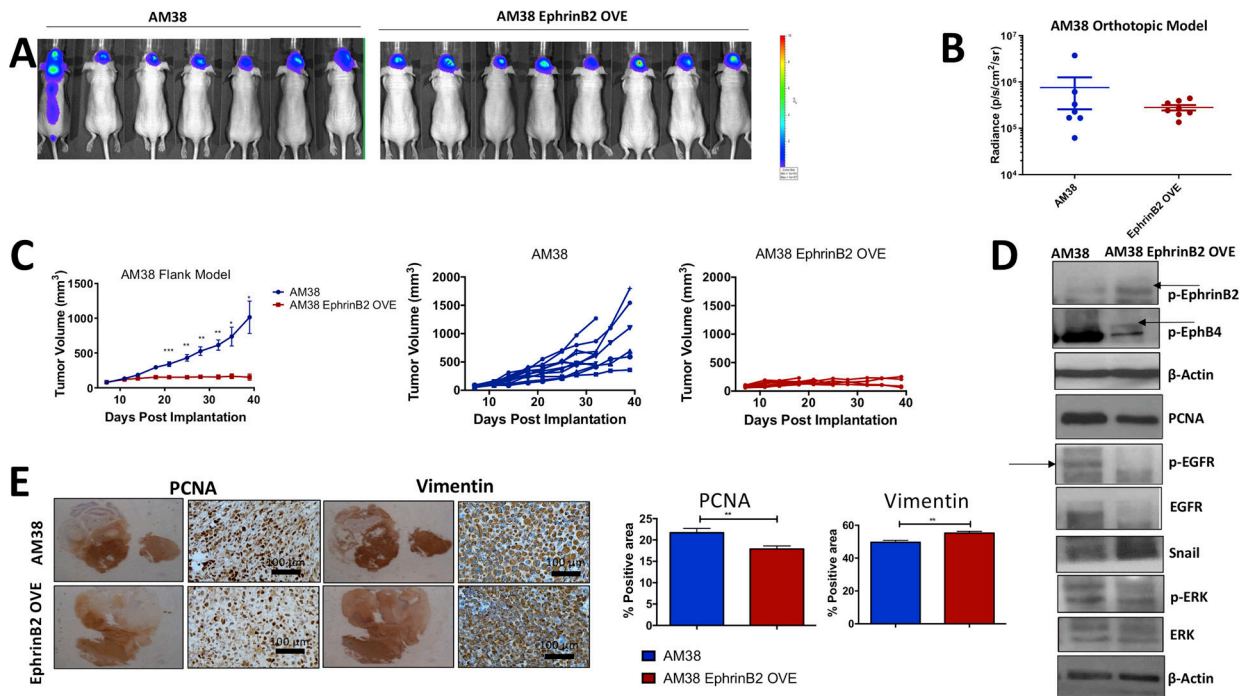 AM38
AM38 EphrinB2 OVE
A
B
AM38 Orthotopic Model
Radiance (p/s/cm²/sr)
10⁷
10⁶
10⁵
10⁴
AM38
EphrinB2 OVE
C
AM38 Flank Model
Tumor Volume (mm³)
1500
1000
500
0
0 10 20 30 40
Days Post Implantation
AM38
AM38 EphrinB2 OVE
***
**
**
**
*
*
AM38
Tumor Volume (mm³)
2000
1500
1000
500
0
0 10 20 30 40
Days Post Implantation
AM38 EphrinB2 OVE
Tumor Volume (mm³)
2000
1500
1000
500
0
0 10 20 30 40
Days Post Implantation
D
AM38 AM38 EphrinB2 OVE
p-EphrinB2
p-EphB4
β-Actin
PCNA
p-EGFR
EGFR
Snail
p-ERK
ERK
β-Actin
E
PCNA
Vimentin
AM38
EphrinB2 OVE
100 µm
100 µm
100 µm
100 µm
PCNA
% Positive area
25
20
15
10
5
0
**
Vimentin
% Positive area
60
40
20
0
**
AM38
AM38 EphrinB2 OVE